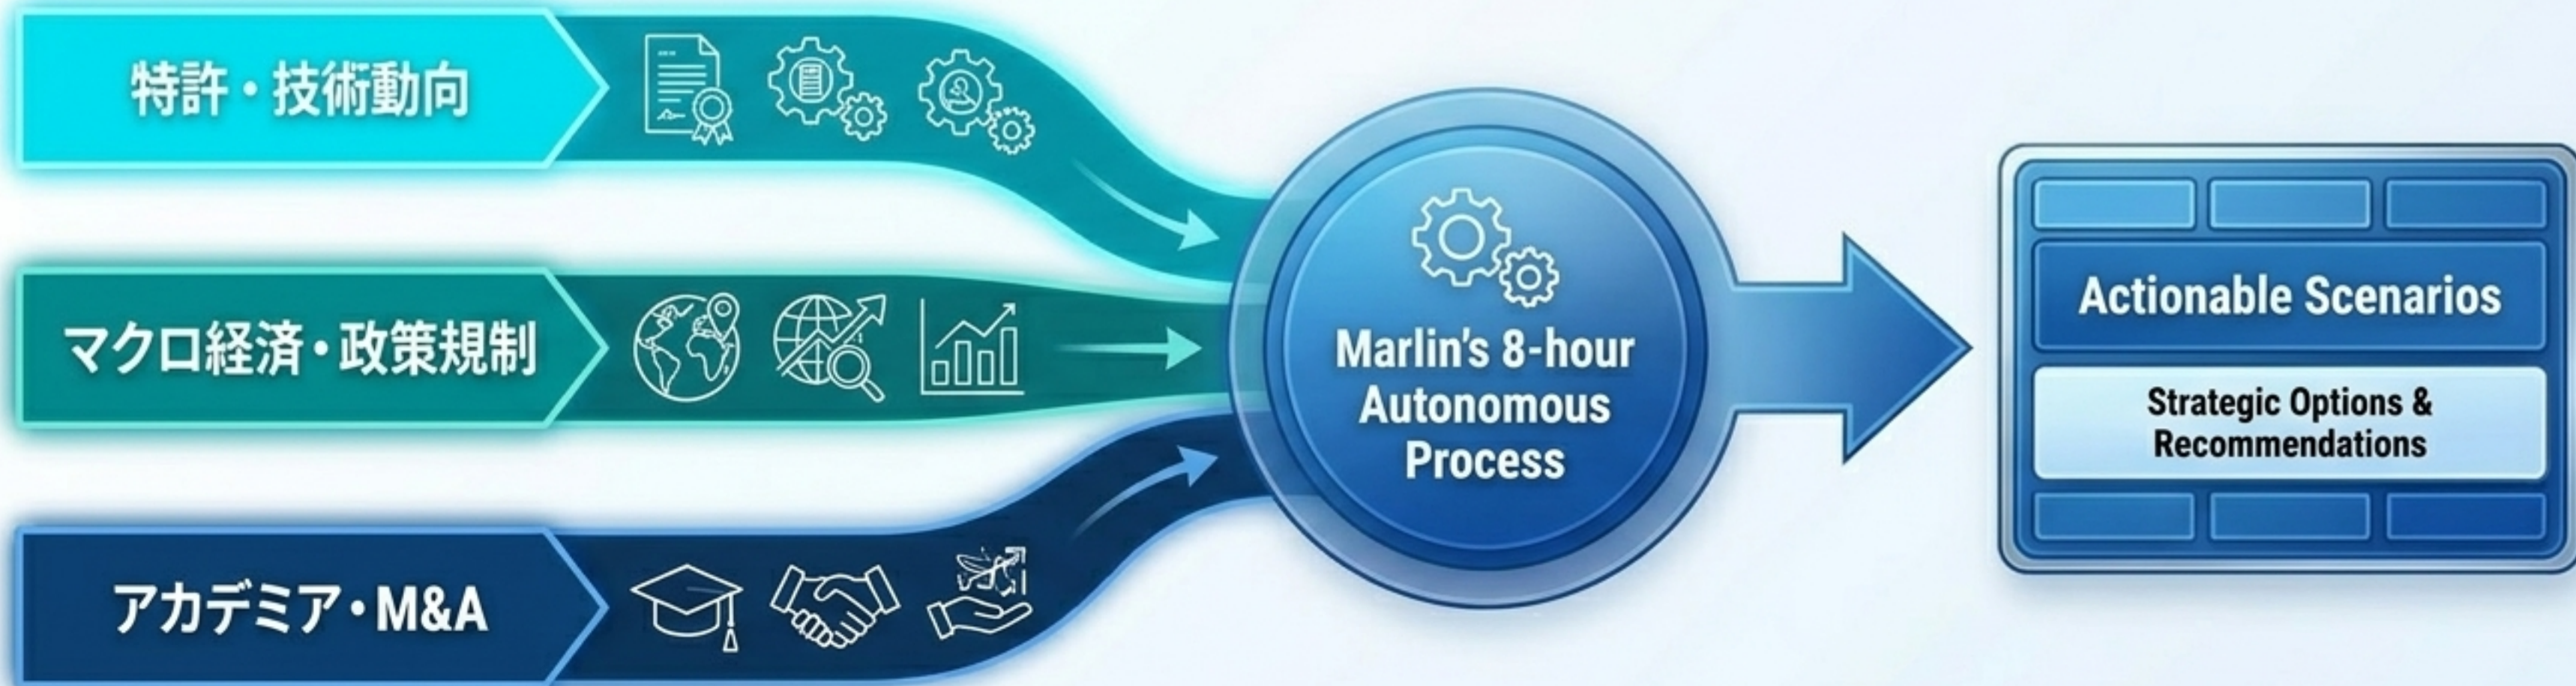 特許・技術動向
マクロ経済・政策規制
アカデミア・M&A
Marlin's 8-hour
Autonomous
Process
Actionable Scenarios
Strategic Options &
Recommendations